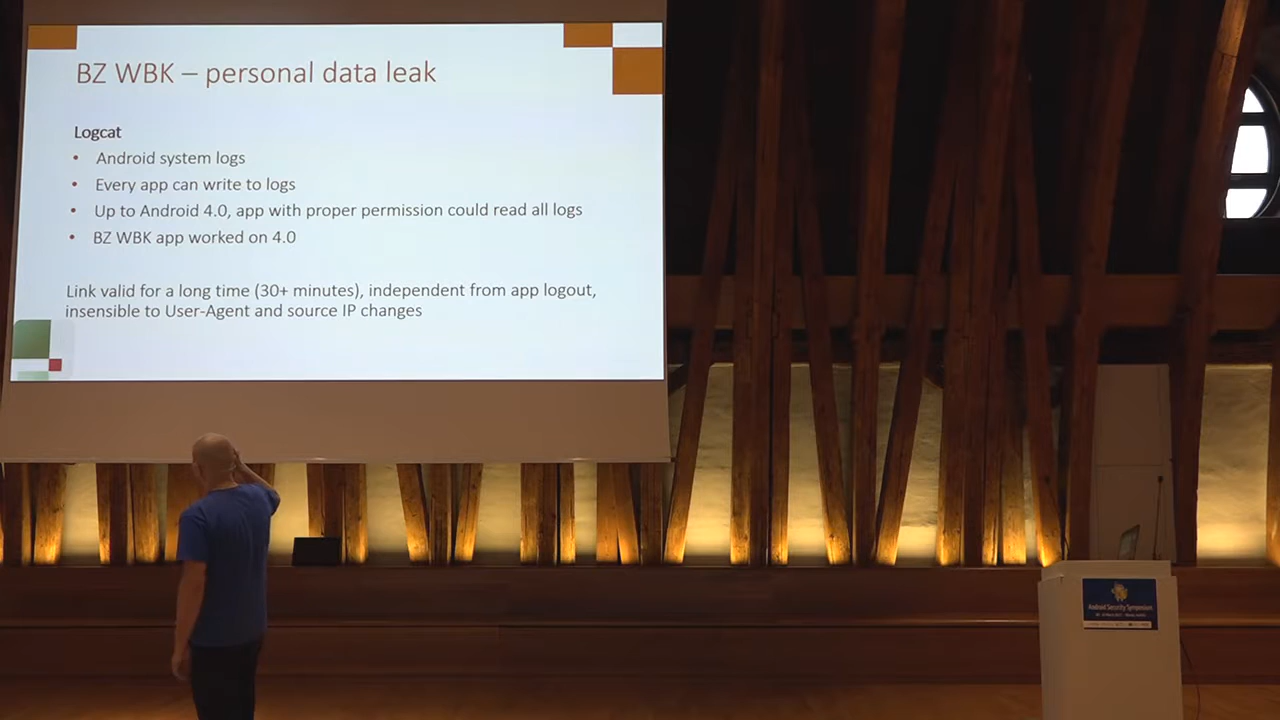 BZ WBK – personal data leak
Logcat
• Android system logs
• Every app can write to logs
• Up to Android 4.0, app with proper permission could read all logs
• BZ WBK app worked on 4.0
Link valid for a long time (30+ minutes), independent from app logout,
insensible to User-Agent and source IP changes
Android Security Symposium